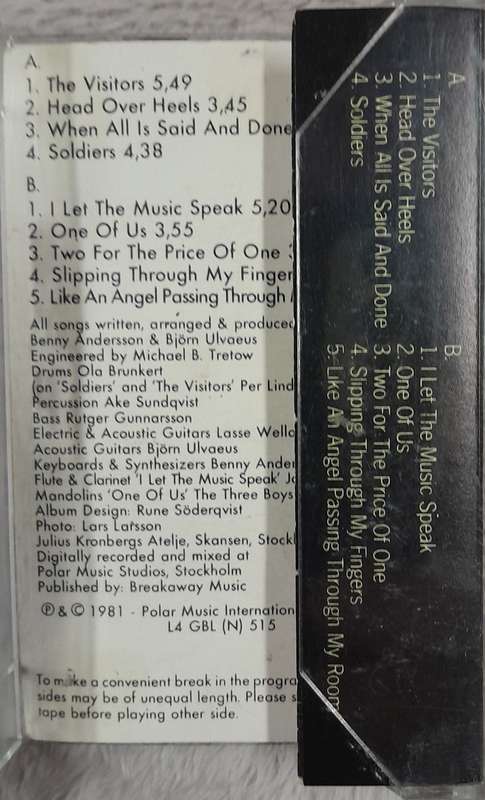 A.
1. The Visitors 5,49
2. Head Over Heels 3,45
3. When All Is Said And Done
4. Soldiers 4,38
B.
1. I Let The Music Speak 5,20
2. One Of Us 3,55
3. Two For The Price Of One
4. Slipping Through My Finger
5. Like An Angel Passing Through
All songs written, arranged & produced
Benny Andersson & Björn Ulvaeus
Engineered by Michael B. Tretow
Drums Ola Brunkert
(on 'Soldiers' and 'The Visitors' Per Lind
Percussion Ake Sundqvist
Bass Rutger Gunnarsson
Electric & Acoustic Guitars Lasse Wello
Acoustic Guitars Björn Ulvaeus
Keyboards & Synthesizers Benny Ander
Flute & Clarinet 'I Let The Music Speak' Jo
Mandolins 'One Of Us' The Three Boys
Album Design: Rune Söderqvist
Photo: Lars Larsson
Julius Kronbergs Atelje, Skansen, Stockh
Digitally recorded and mixed at
Polar Music Studios, Stockholm
Published by: Breakaway Music
℗ & © 1981 - Polar Music Internation
L4 GBL (N) 515
To make a convenient break in the progra
sides may be of unequal length. Please s
tape before playing other side.
A
1. The Visitors
2. Head Over Heels
3. When All Is Said And Done
4. Soldiers
B.
1. I Let The Music Speak
2. One Of Us
3. Two For The Price Of One
4. Slipping Through My Fingers
5. Like An Angel Passing Through My Room